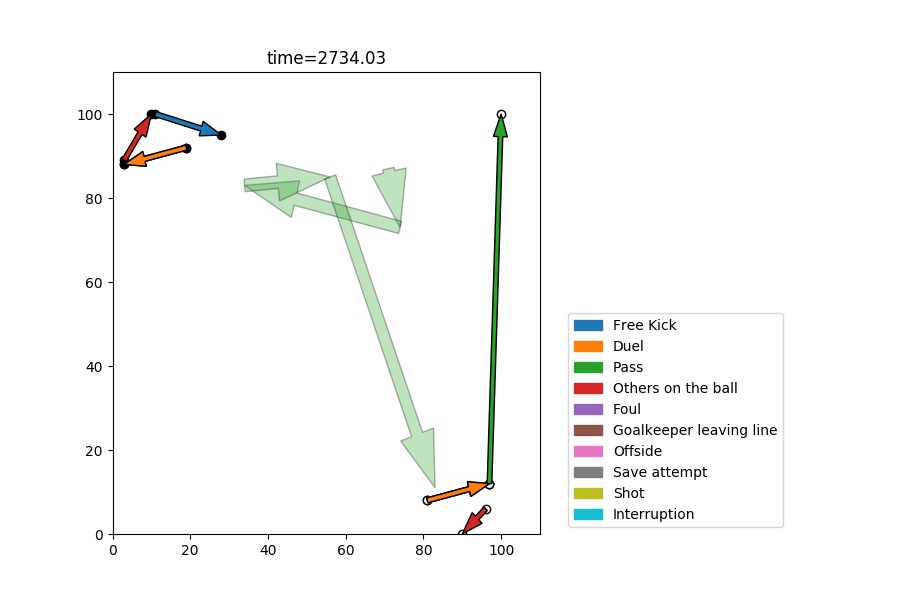 time=2734.03
100
80
60
40
20
0
0 20 40 60 80 100
Free Kick
Duel
Pass
Others on the ball
Foul
Goalkeeper leaving line
Offside
Save attempt
Shot
Interruption